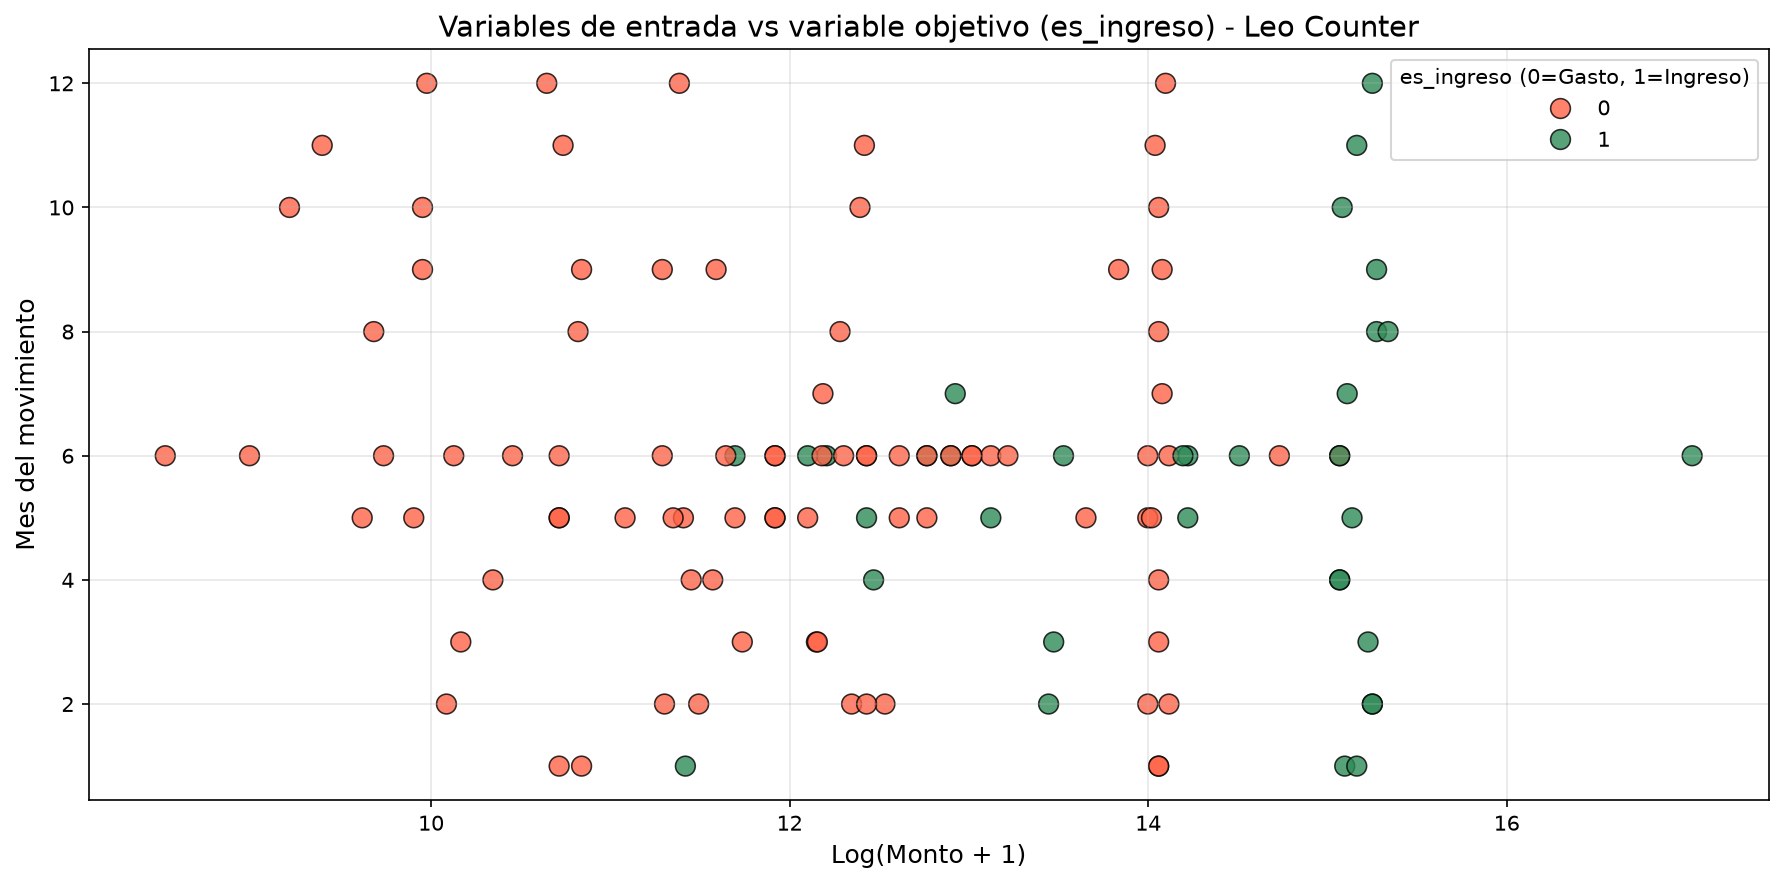 Variables de entrada vs variable objetivo (es_ingreso) - Leo Counter
es_ingreso (0=Gasto, 1=Ingreso)
0
1
Mes del movimiento
12
10
8
6
4
2
10 12 14 16
Log(Monto + 1)